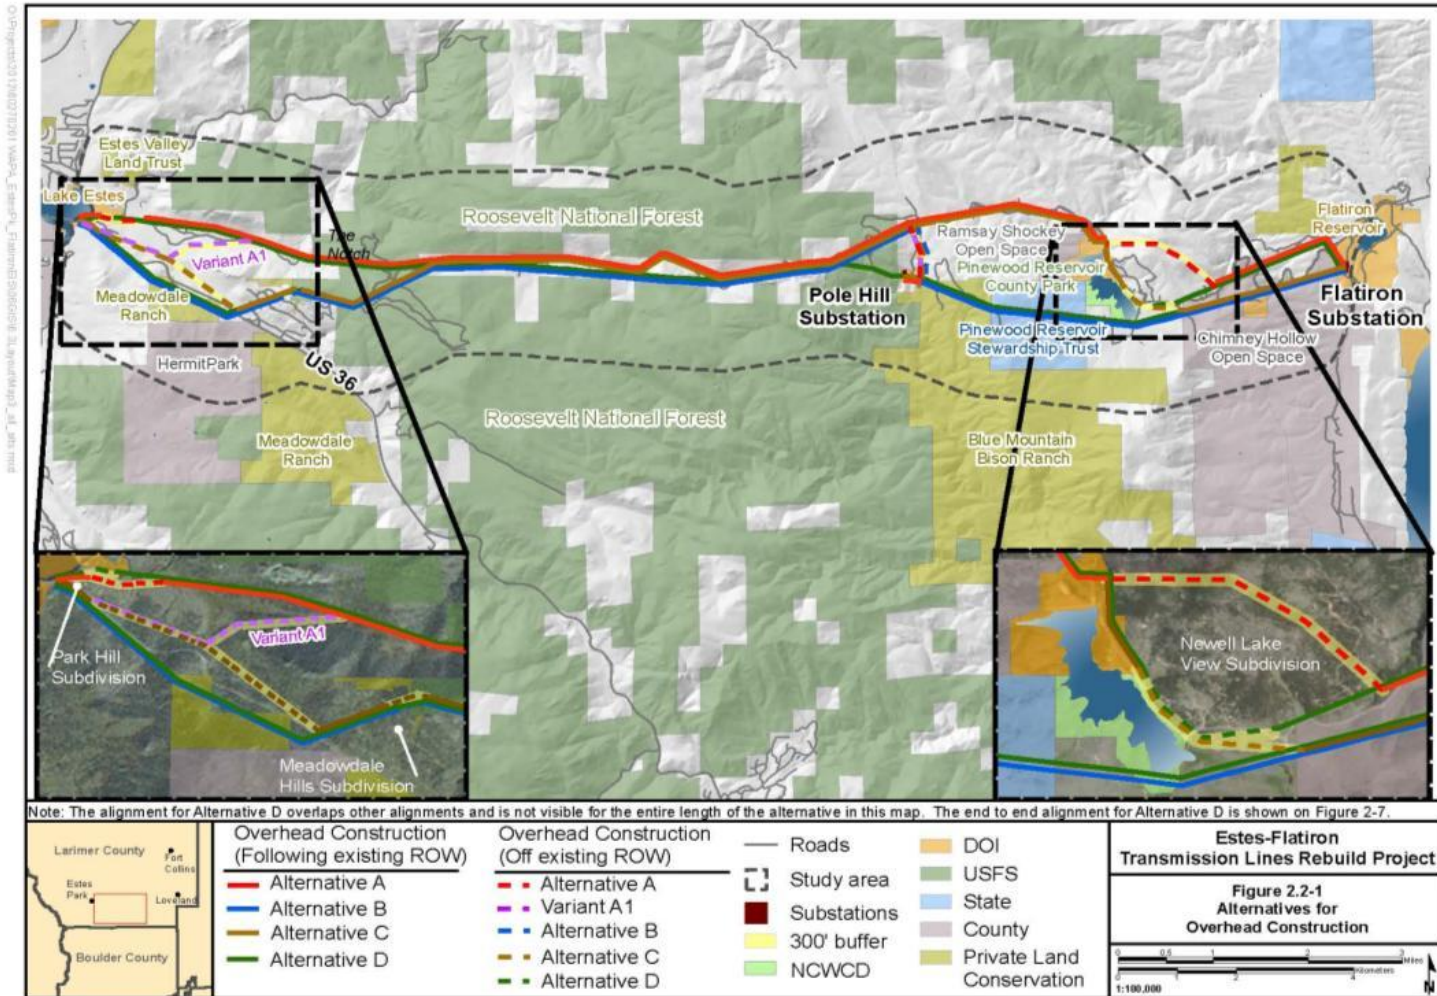 Estes Valley
Land Trust
Lake Estes
Roosevelt National Forest
The
Notch
Variant A1
Meadowdale
Ranch
HermitPark
US 36
Meadowdale
Ranch
Roosevelt National Forest
Pole Hill
Substation
Ramsay Shockey
Open Space
Pinewood Reservoir
County Park
Pinewood Reservoir
Stewardship Trust
Blue Mountain
Bison Ranch
Flatiron
Reservoir
Flatiron
Substation
Chimney Hollow
Open Space
Park Hill
Subdivision
Variant A1
Meadowdale
Hills Subdivision
Newell Lake
View Subdivision
Note: The alignment for Alternative D overlaps other alignments and is not visible for the entire length of the alternative in this map. The end to end alignment for Alternative D is shown on Figure 2-7.
Larimer County
Fort
Collins
Estes
Park
Loveland
Boulder County
Overhead Construction
(Following existing ROW)
Alternative A
Alternative B
Alternative C
Alternative D
Overhead Construction
(Off existing ROW)
Alternative A
Variant A1
Alternative B
Alternative C
Alternative D
Roads
Study area
Substations
300' buffer
NCWCD
DOI
USFS
State
County
Private Land
Conservation
Estes-Flatiron
Transmission Lines Rebuild Project
Figure 2.2-1
Alternatives for
Overhead Construction
Miles
Kilometers
1:100,000
N